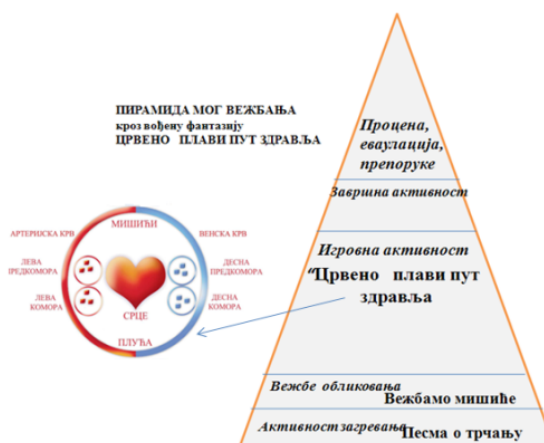 ПИРАМИДА МОГ ВЕЖБАЊА
кроз вођену фантазију
ЦРВЕНО ПЛАВИ ПУТ ЗДРАВЉА
МИШИЋИ
АРТЕРИЈСКА КРВ
ВЕНСКА КРВ
ЛЕВА
ПРЕДКОМОРА
ДЕСНА
ПРЕДКОМОРА
ЛЕВА
КОМОРА
ДЕСНА
КОМОРА
СРЦЕ
ПЛУЋА
Процена,
еваулација,
препоруке
Завршна активност
Игровна активност
“Црвено плави пут
здравља
Вежбе обликовања
Вежбамо мишиће
Активност загревања
Песма о трчању